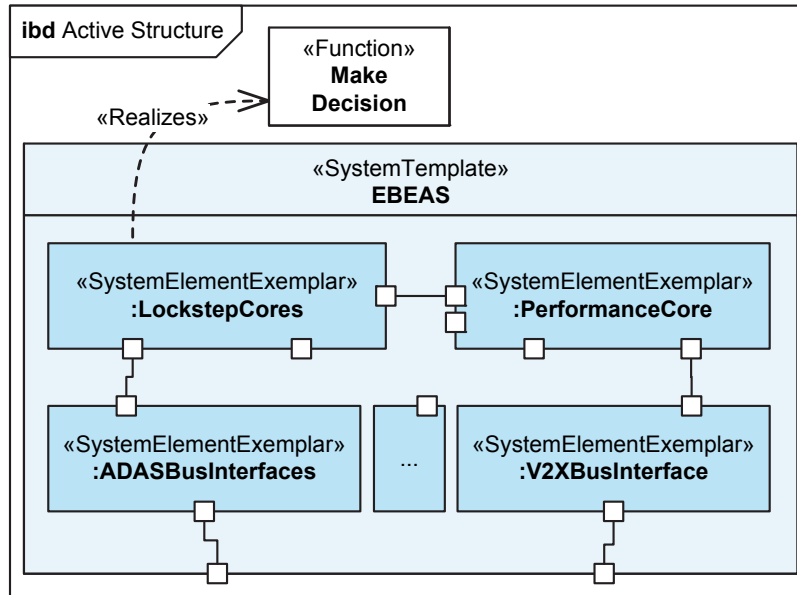 ibd Active Structure
«Function»
Make
Decision
«Realizes»
«SystemTemplate»
EBEAS
«SystemElementExemplar»
:LockstepCores
«SystemElementExemplar»
:PerformanceCore
«SystemElementExemplar»
:ADASBusInterfaces
...
«SystemElementExemplar»
:V2XBusInterface